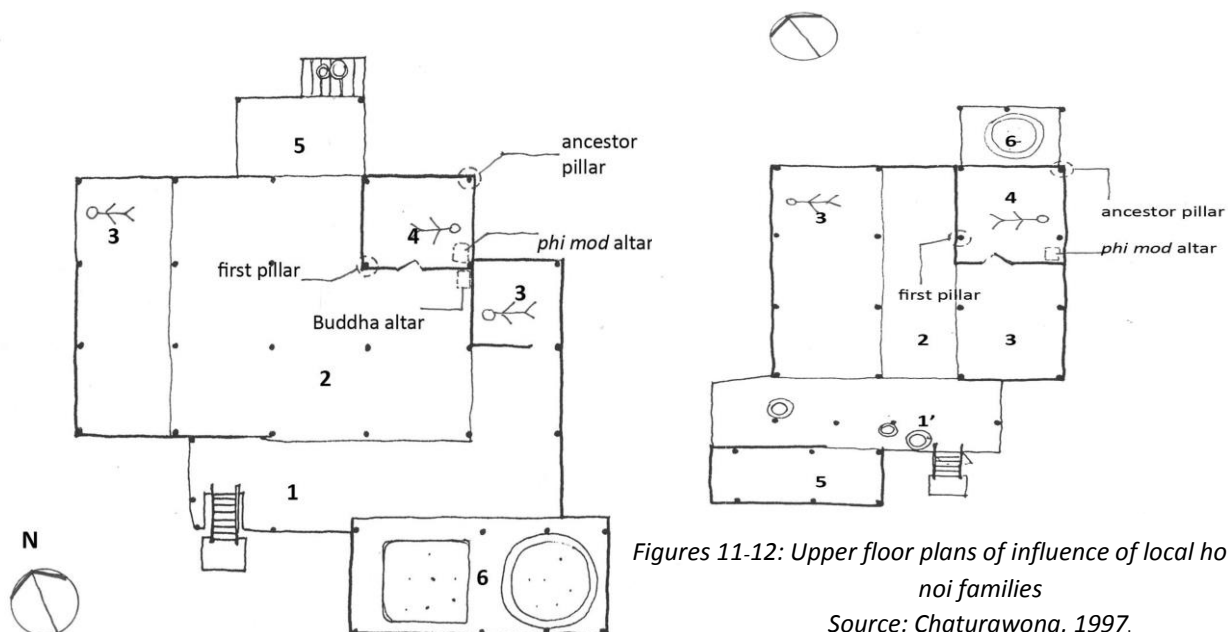 5
ancestor
pillar
3
4
phi mod altar
first pillar
3
Buddha altar
2
1
6
N
6
4
3
ancestor pillar
phi mod altar
first pillar
2
3
1’
5
Figures 11-12: Upper floor plans of influence of local ho
noi families
Source: Chaturawong, 1997.